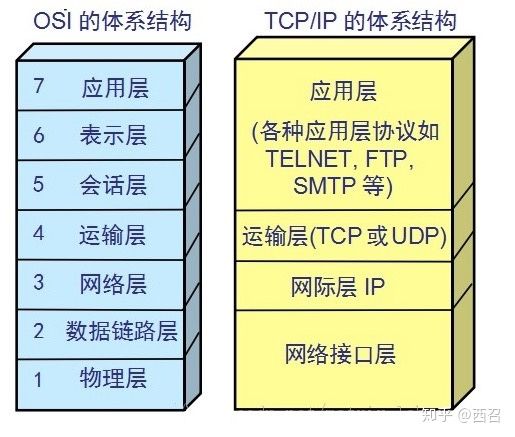 OSI 的体系结构
TCP/IP 的体系结构
7 应用层
6 表示层
5 会话层
4 运输层
3 网络层
2 数据链路层
1 物理层
应用层
(各种应用层协议如
TELNET, FTP,
SMTP 等)
运输层(TCP 或 UDP)
网际层 IP
网络接口层
知乎 @西召